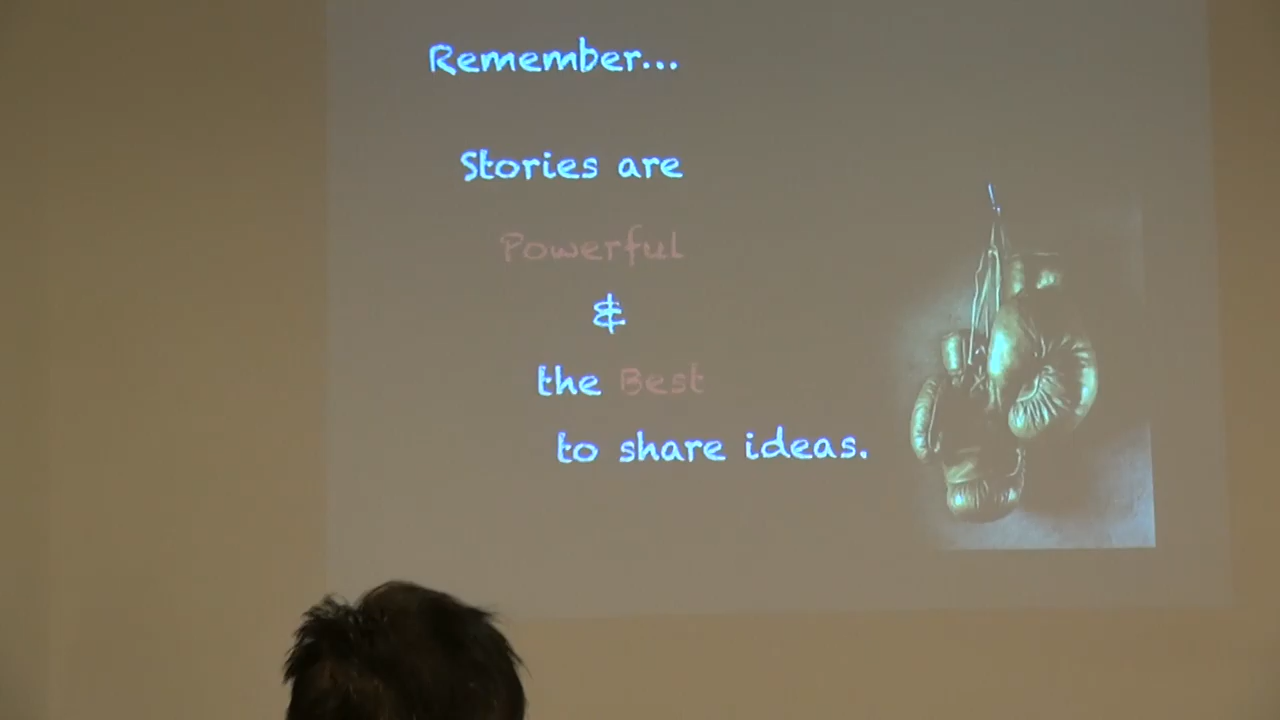 Remember...
Stories are
Powerful
&
the Best
to share ideas.